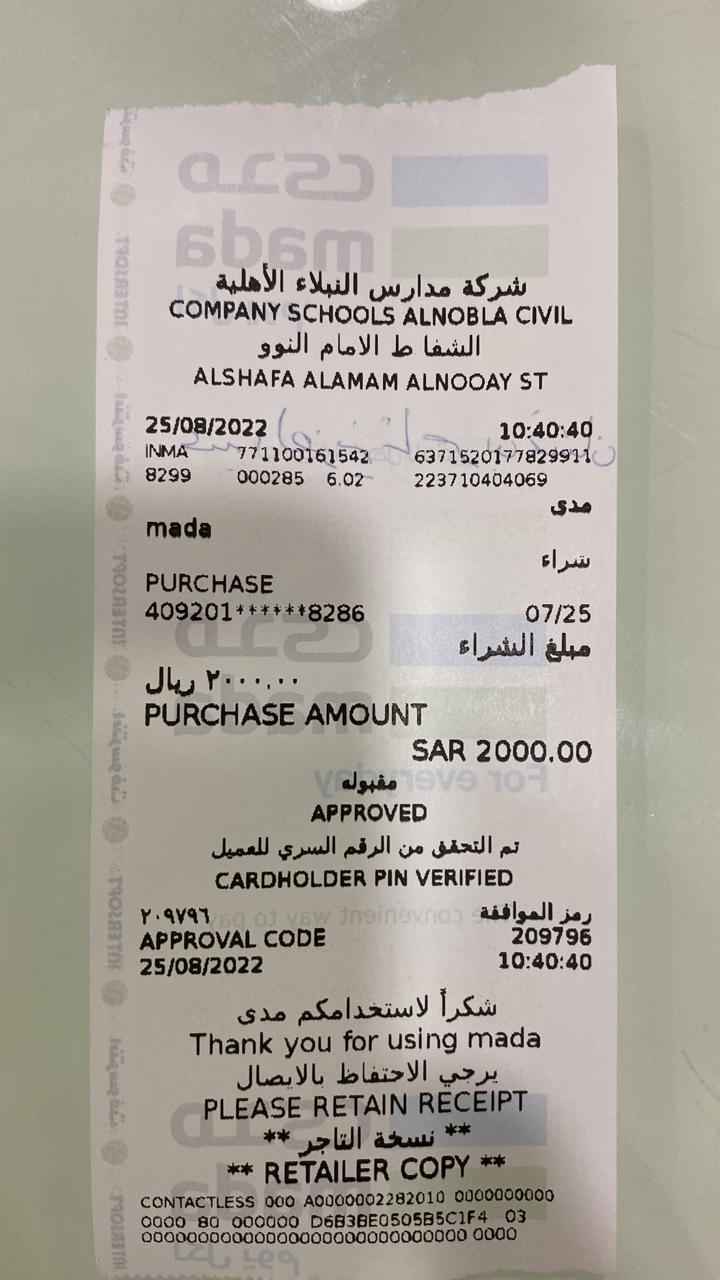 شركة مدارس النبلاء الأهلية
COMPANY SCHOOLS ALNOBLA CIVIL
الشفا ط الامام النوو
ALSHAFA ALAMAM ALNOOAY ST
25/08/2022 10:40:40
INMA 771100161542 6371520177829911
8299 000285 6.02 223710404069
مدى
mada
شراء
PURCHASE
409201******8286 07/25
مبلغ الشراء
٢٠٠٠,٠٠ ريال
PURCHASE AMOUNT
SAR 2000.00
مقبوله
APPROVED
تم التحقق من الرقم السري للعميل
CARDHOLDER PIN VERIFIED
رمز الموافقة ٢٠٩٧٩٦
APPROVAL CODE 209796
25/08/2022 10:40:40
شكراً لاستخدامكم مدى
Thank you for using mada
يرجي الاحتفاظ بالايصال
PLEASE RETAIN RECEIPT
** نسخة التاجر **
** RETAILER COPY **
CONTACTLESS 000 A0000002282010 0000000000
0000 80 000000 D6B3BE0505B5C1F4 03
00000000000000000000000000000000 0000